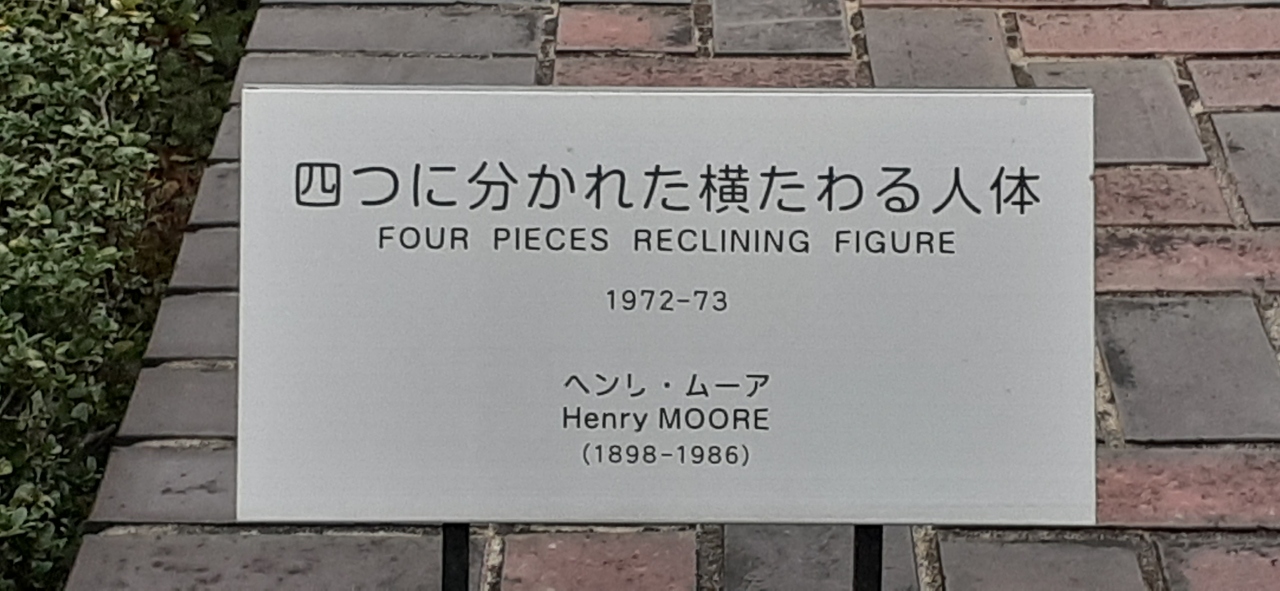 四つに分かれた横たわる人体
FOUR PIECES RECLINING FIGURE
1972-73
ヘンリ・ムーア
Henry MOORE
(1898-1986)